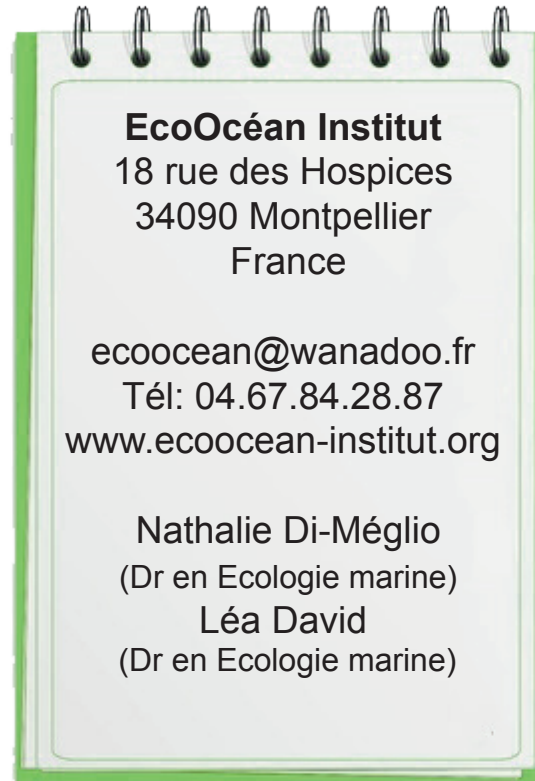 EcoOcéan Institut
18 rue des Hospices
34090 Montpellier
France
ecoocean@wanadoo.fr
Tél: 04.67.84.28.87
www.ecoocean-institut.org
Nathalie Di-Méglio
(Dr en Ecologie marine)
Léa David
(Dr en Ecologie marine)